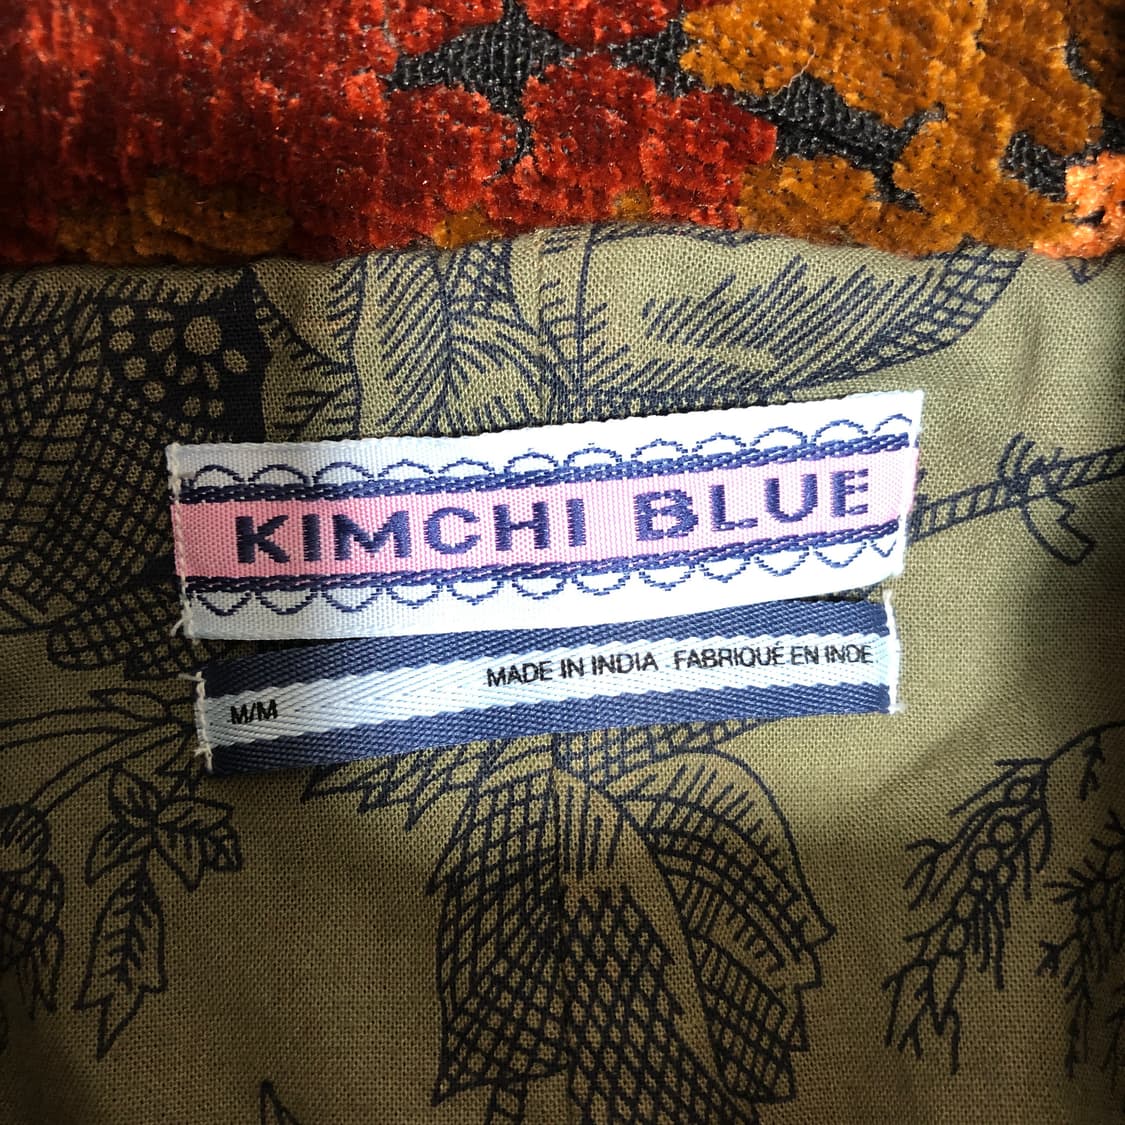 KIMCHI BLUE
MADE IN INDIA FABRIQUÉ EN INDE
M/M